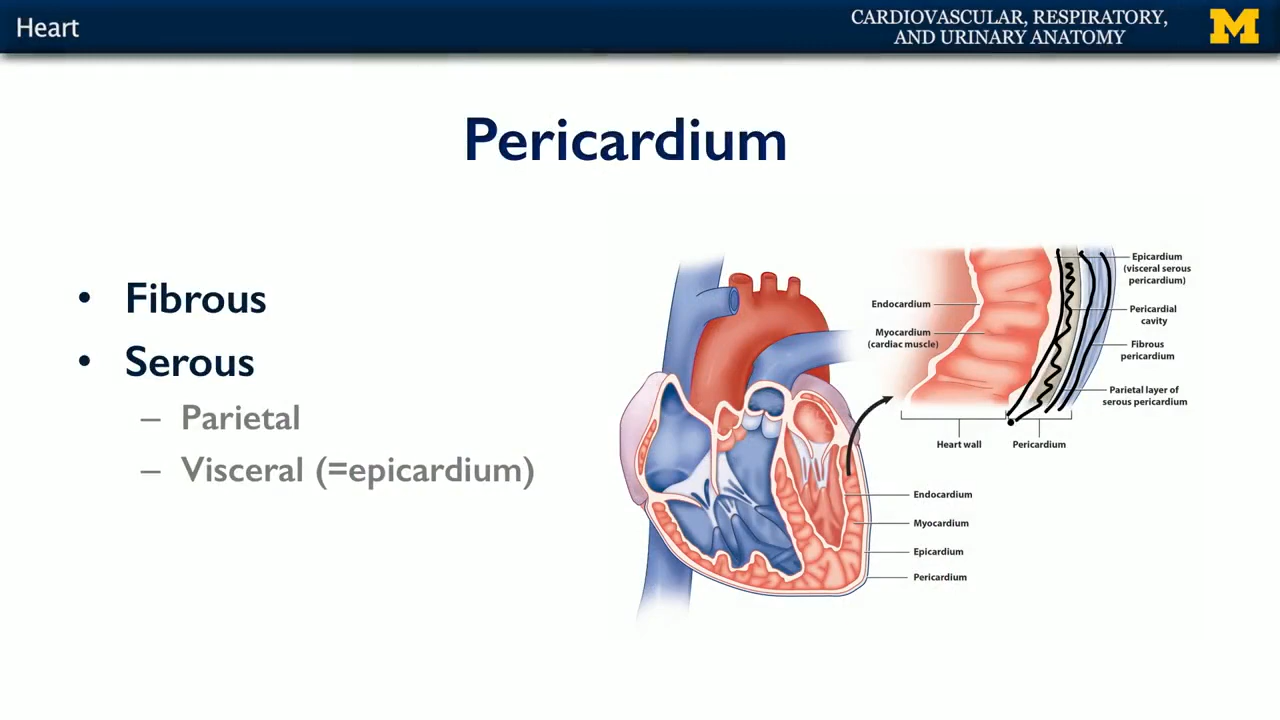 Heart
CARDIOVASCULAR, RESPIRATORY,
AND URINARY ANATOMY
M
Pericardium
• Fibrous
• Serous
– Parietal
– Visceral (=epicardium)
Endocardium
Myocardium
(cardiac muscle)
Epicardium
(visceral serous
pericardium)
Pericardial
cavity
Fibrous
pericardium
Parietal layer of
serous pericardium
Heart wall
Pericardium
Endocardium
Myocardium
Epicardium
Pericardium